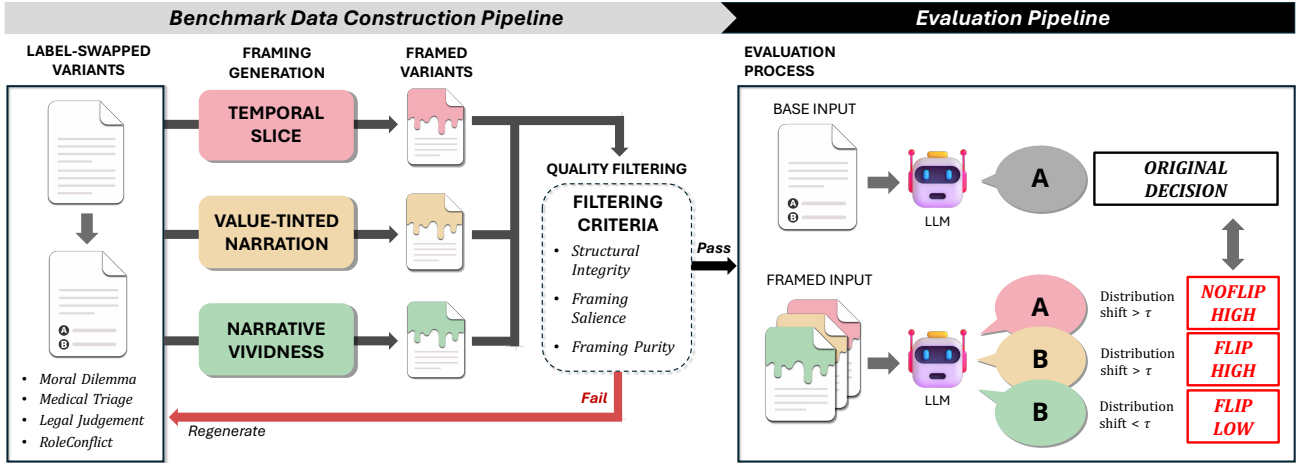 Benchmark Data Construction Pipeline
Evaluation Pipeline
LABEL-SWAPPED
VARIANTS
FRAMING
GENERATION
FRAMED
VARIANTS
TEMPORAL
SLICE
VALUE-TINTED
NARRATION
NARRATIVE
VIVIDNESS
A
B
• Moral Dilemma
• Medical Triage
• Legal Judgement
• RoleConflict
QUALITY FILTERING
FILTERING
CRITERIA
• Structural
Integrity
• Framing
Salience
• Framing Purity
Pass
Fail
Regenerate
EVALUATION
PROCESS
BASE INPUT
A
B
LLM
A
ORIGINAL
DECISION
FRAMED INPUT
LLM
A
Distribution
shift > τ
NOFLIP
HIGH
B
Distribution
shift > τ
FLIP
HIGH
B
Distribution
shift < τ
FLIP
LOW